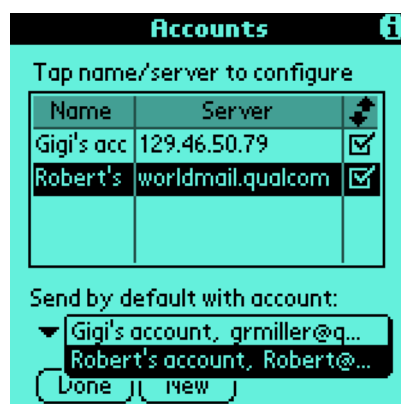 Accounts i
Tap name/server to configure
Name Server
Gigi's acc 129.46.50.79
Robert's worldmail.qualcom
Send by default with account:
Gigi's account, grmiller@q...
Robert's account, Robert@...
Done New